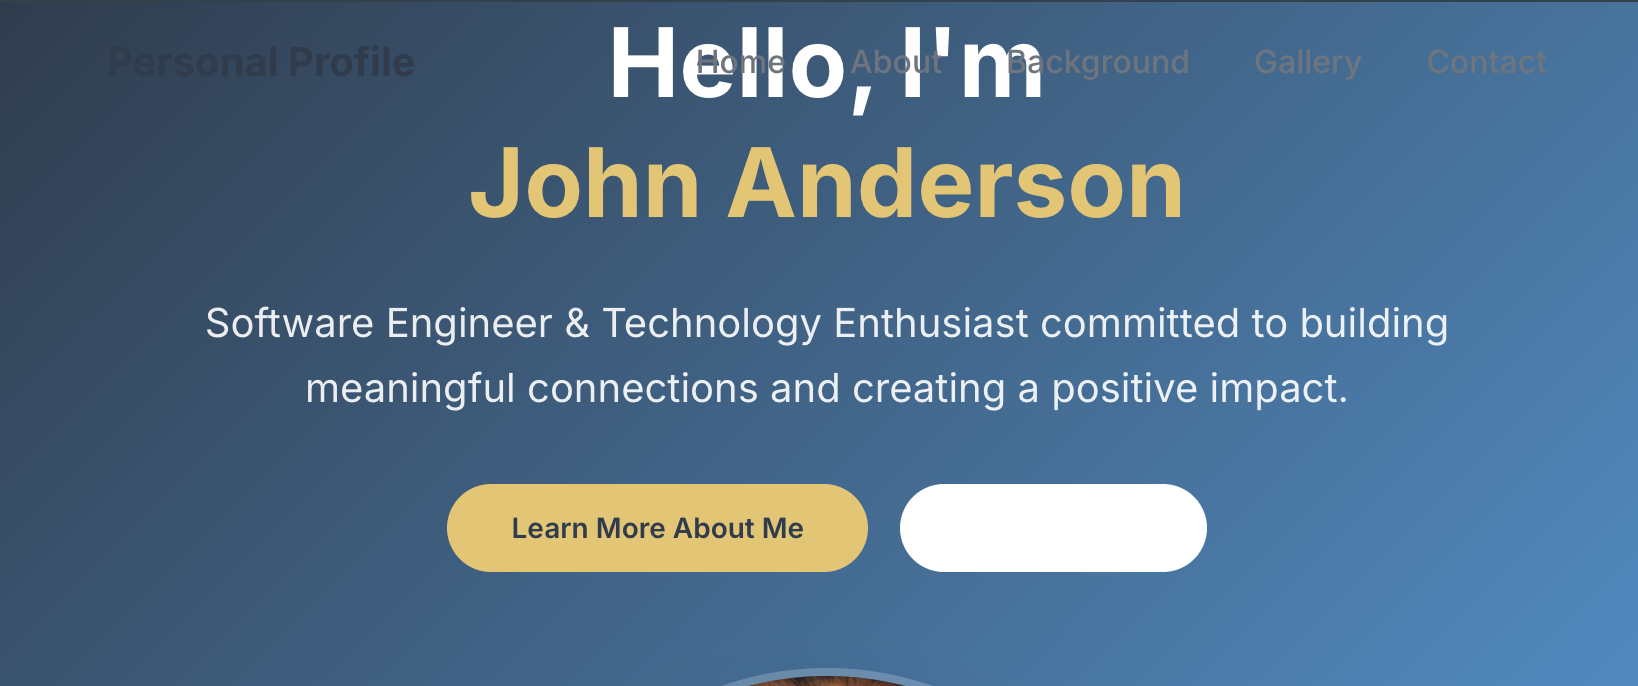 Personal Profile
Home About Background Gallery Contact
Hello, I'm
John Anderson
Software Engineer & Technology Enthusiast committed to building
meaningful connections and creating a positive impact.
Learn More About Me